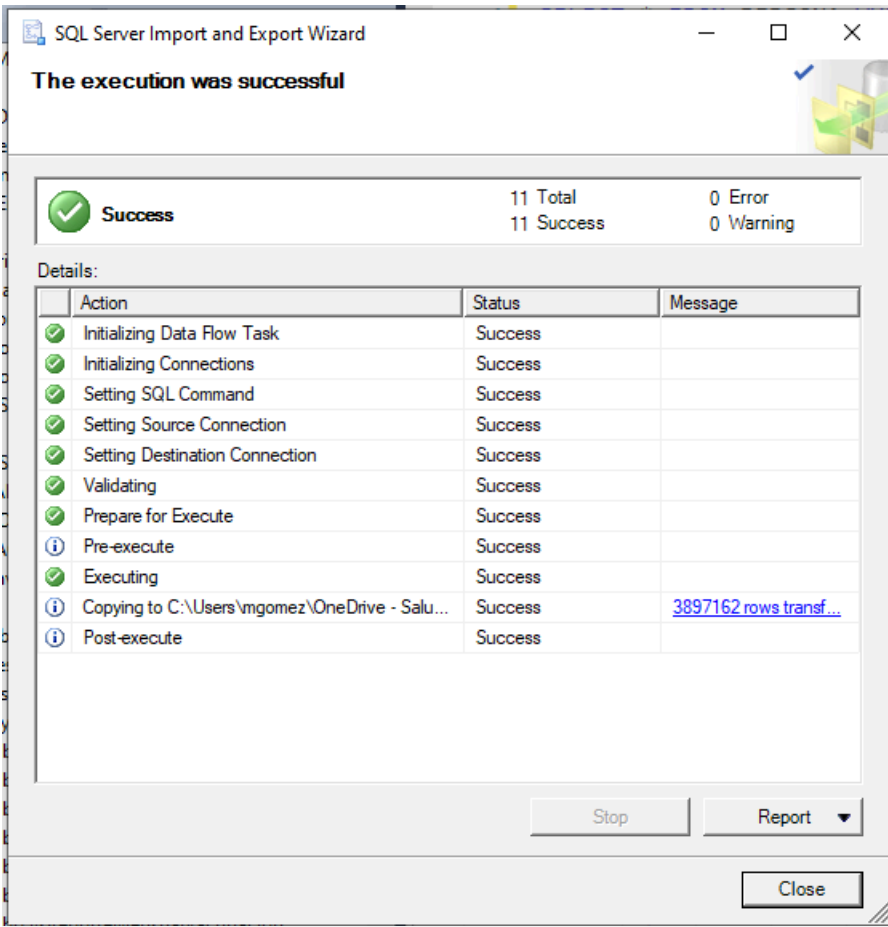 SQL Server Import and Export Wizard
The execution was successful
Success
11 Total
0 Error
11 Success
0 Warning
Details:
Action Status Message
Initializing Data Flow Task Success
Initializing Connections Success
Setting SQL Command Success
Setting Source Connection Success
Setting Destination Connection Success
Validating Success
Prepare for Execute Success
Pre-execute Success
Executing Success
Copying to C:\Users\mgomez\OneDrive - Salu... Success 3897162 rows transf...
Post-execute Success
Stop
Report
Close